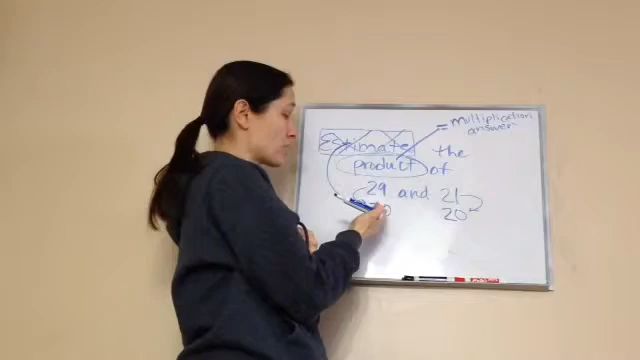 Estimate the
= multiplication
answer
product of
29 and 21
20